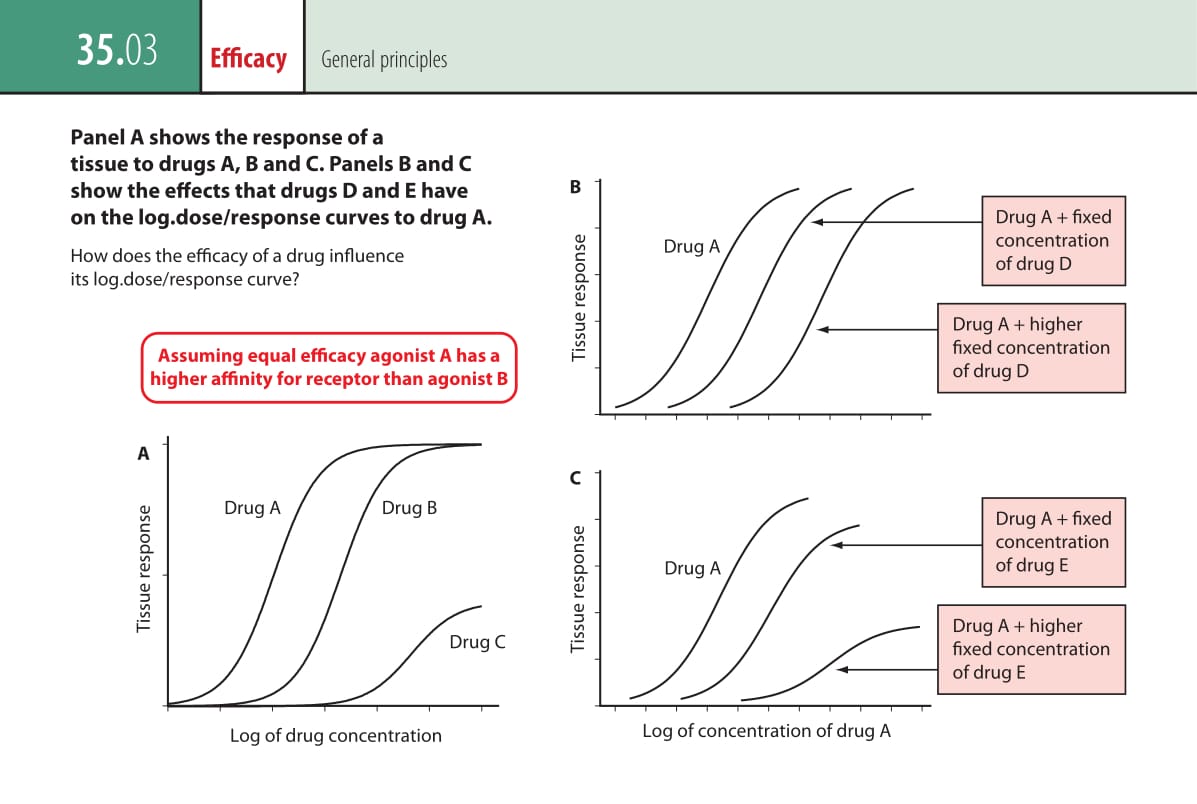 35.03
Efficacy
General principles
Panel A shows the response of a
tissue to drugs A, B and C. Panels B and C
show the effects that drugs D and E have
on the log.dose/response curves to drug A.
How does the efficacy of a drug influence
its log.dose/response curve?
Assuming equal efficacy agonist A has a
higher affinity for receptor than agonist B
A
Tissue response
Drug A
Drug B
Drug C
Log of drug concentration
B
Tissue response
Drug A
Drug A + fixed
concentration
of drug D
Drug A + higher
fixed concentration
of drug D
C
Tissue response
Drug A
Drug A + fixed
concentration
of drug E
Drug A + higher
fixed concentration
of drug E
Log of concentration of drug A